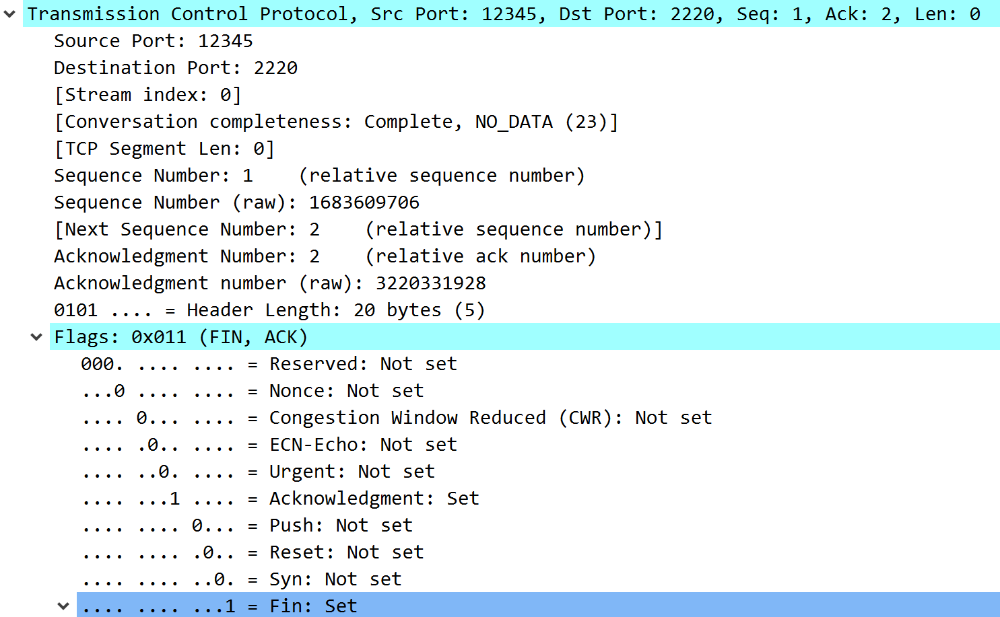 Transmission Control Protocol, Src Port: 12345, Dst Port: 2220, Seq: 1, Ack: 2, Len: 0
Source Port: 12345
Destination Port: 2220
[Stream index: 0]
[Conversation completeness: Complete, NO_DATA (23)]
[TCP Segment Len: 0]
Sequence Number: 1    (relative sequence number)
Sequence Number (raw): 1683609706
[Next Sequence Number: 2    (relative sequence number)]
Acknowledgment Number: 2    (relative ack number)
Acknowledgment number (raw): 3220331928
0101 .... = Header Length: 20 bytes (5)
Flags: 0x011 (FIN, ACK)
000. .... .... = Reserved: Not set
...0 .... .... = Nonce: Not set
.... 0... .... = Congestion Window Reduced (CWR): Not set
.... .0.. .... = ECN-Echo: Not set
.... ..0. .... = Urgent: Not set
.... ...1 .... = Acknowledgment: Set
.... .... 0... = Push: Not set
.... .... .0.. = Reset: Not set
.... .... ..0. = Syn: Not set
.... .... ...1 = Fin: Set